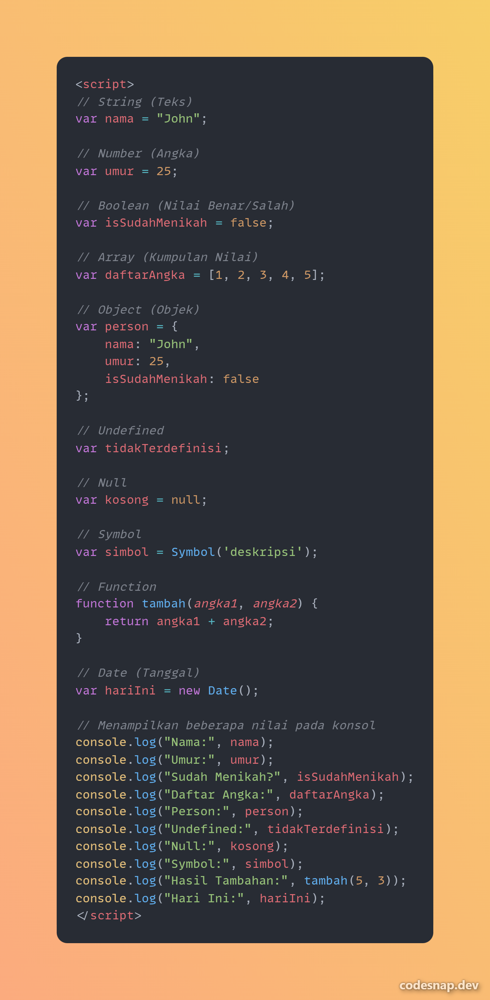 <script>
// String (Teks)
var nama = "John";

// Number (Angka)
var umur = 25;

// Boolean (Nilai Benar/Salah)
var isSudahMenikah = false;

// Array (Kumpulan Nilai)
var daftarAngka = [1, 2, 3, 4, 5];

// Object (Objek)
var person = {
    nama: "John",
    umur: 25,
    isSudahMenikah: false
};

// Undefined
var tidakTerdefinisi;

// Null
var kosong = null;

// Symbol
var simbol = Symbol('deskripsi');

// Function
function tambah(angka1, angka2) {
    return angka1 + angka2;
}

// Date (Tanggal)
var hariIni = new Date();

// Menampilkan beberapa nilai pada konsol
console.log("Nama:", nama);
console.log("Umur:", umur);
console.log("Sudah Menikah?", isSudahMenikah);
console.log("Daftar Angka:", daftarAngka);
console.log("Person:", person);
console.log("Undefined:", tidakTerdefinisi);
console.log("Null:", kosong);
console.log("Symbol:", simbol);
console.log("Hasil Tambahan:", tambah(5, 3));
console.log("Hari Ini:", hariIni);
</script>
codesnap.dev